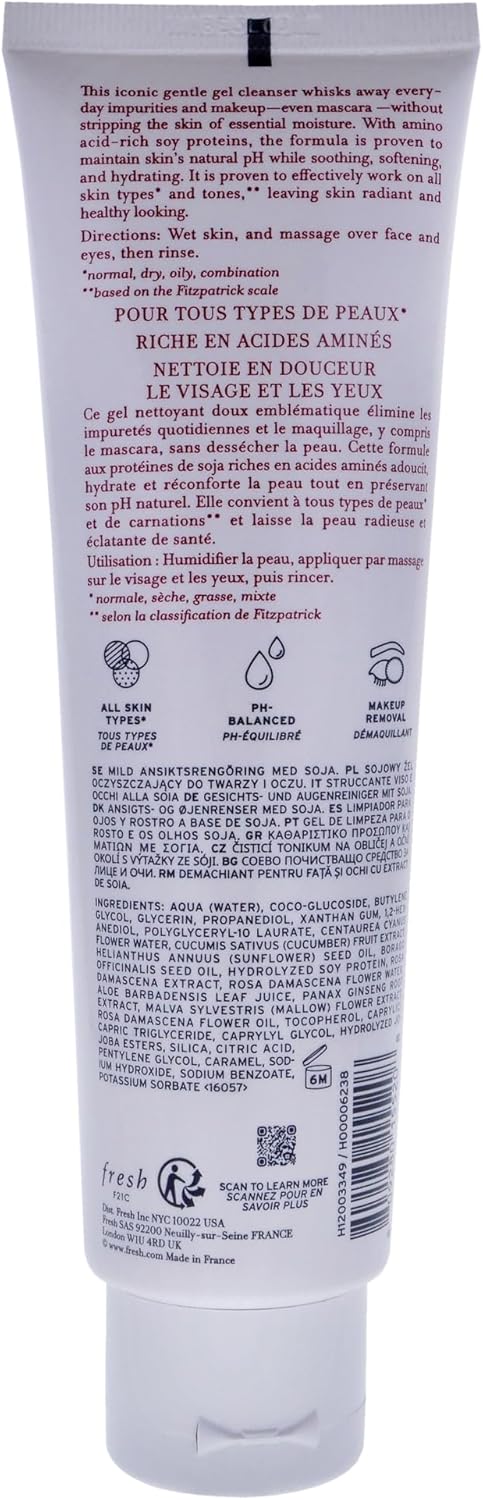 This iconic gentle gel cleanser whisks away every-
day impurities and makeup—even mascara —without
stripping the skin of essential moisture. With amino
acid-rich soy proteins, the formula is proven to
maintain skin's natural pH while soothing, softening,
and hydrating. It is proven to effectively work on all
skin types* and tones,** leaving skin radiant and
healthy looking.
Directions: Wet skin, and massage over face and
eyes, then rinse.
*normal, dry, oily, combination
**based on the Fitzpatrick scale
POUR TOUS TYPES DE PEAUX*
RICHE EN ACIDES AMINÉS
NETTOIE EN DOUCEUR
LE VISAGE ET LES YEUX
Ce gel nettoyant doux emblématique élimine les
impuretés quotidiennes et le maquillage, y compris
le mascara, sans dessécher la peau. Cette formule
aux protéines de soja riches en acides aminés adoucit,
hydrate et réconforte la peau tout en préservant
son pH naturel. Elle convient à tous types de peaux*
et de carnations** et laisse la peau radieuse et
éclatante de santé.
Utilisation : Humidifier la peau, appliquer par massage
sur le visage et les yeux, puis rincer.
* normale, sèche, grasse, mixte
** selon la classification de Fitzpatrick
ALL SKIN
TYPES*
TOUS TYPES
DE PEAUX*
PH-
BALANCED
PH-ÉQUILIBRÉ
MAKEUP
REMOVAL
DÉMAQUILLANT
SE MILD ANSIKTSRENGÖRING MED SOJA. PL SOJOWY ŻEL
OCZYSZCZAJĄCY DO TWARZY I OCZU. IT STRUCCANTE VISO E
OCCHI ALLA SOIA DE GESICHTS- UND AUGENREINIGER MIT SOJA.
DK ANSIGTS- OG ØJENRENSER MED SOJA. ES LIMPIADOR PARA
OJOS Y ROSTRO A BASE DE SOJA. PT GEL DE LIMPEZA PARA O
ROSTO E OS OLHOS SOJA. GR ΚΑΘΑΡΙΣΤΙΚΟ ΠΡΟΣΩΠΟΥ ΚΑΙ
ΜΑΤΙΩΝ ΜΕ ΣΟΓΙΑ. CZ ČISTICÍ TONIKUM NA OBLIČEJ A OČNÍ
OKOLÍ S VÝTAŽKY ZE SÓJI. BG СОЕВО ПОЧИСТВАЩО СРЕДСТВО ЗА
ЛИЦЕ И ОЧИ. RM DEMACHIANT PENTRU FAȚĂ ȘI OCHI CU EXTRACT
DE SOIA.
INGREDIENTS: AQUA (WATER), COCO-GLUCOSIDE, BUTYLENE
GLYCOL, GLYCERIN, PROPANEDIOL, XANTHAN GUM, 1,2-HEX-
ANEDIOL, POLYGLYCERYL-10 LAURATE, CENTAUREA CYANUS
FLOWER WATER, CUCUMIS SATIVUS (CUCUMBER) FRUIT EXTRACT,
HELIANTHUS ANNUUS (SUNFLOWER) SEED OIL, BORAGO
OFFICINALIS SEED OIL, HYDROLYZED SOY PROTEIN, ROSA
DAMASCENA EXTRACT, ROSA DAMASCENA FLOWER WATER,
ALOE BARBADENSIS LEAF JUICE, PANAX GINSENG ROOT
EXTRACT, MALVA SYLVESTRIS (MALLOW) FLOWER EXTRACT,
ROSA DAMASCENA FLOWER OIL, TOCOPHEROL, CAPRYLIC/
CAPRIC TRIGLYCERIDE, CAPRYLYL GLYCOL, HYDROLYZED JO-
JOBA ESTERS, SILICA, CITRIC ACID,
PENTYLENE GLYCOL, CARAMEL, SOD-
IUM HYDROXIDE, SODIUM BENZOATE,
POTASSIUM SORBATE <16057>
6M
fresh
F21C
SCAN TO LEARN MORE
SCANNEZ POUR EN
SAVOIR PLUS
H12003349 / H00006238
Dist. Fresh Inc NYC 10022 USA
Fresh SAS 92200 Neuilly-sur-Seine FRANCE
London W1U 4RD UK
© www.fresh.com Made in France